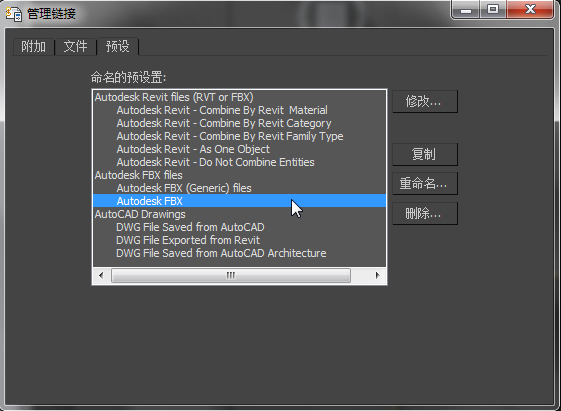 管理链接
附加 文件 预设
命名的预设置:
Autodesk Revit files (RVT or FBX)
Autodesk Revit - Combine By Revit Material
Autodesk Revit - Combine By Revit Category
Autodesk Revit - Combine By Revit Family Type
Autodesk Revit - As One Object
Autodesk Revit - Do Not Combine Entities
Autodesk FBX files
Autodesk FBX (Generic) files
Autodesk FBX
AutoCAD Drawings
DWG File Saved from AutoCAD
DWG File Exported from Revit
DWG File Saved from AutoCAD Architecture
修改...
复制
重命名...
删除...